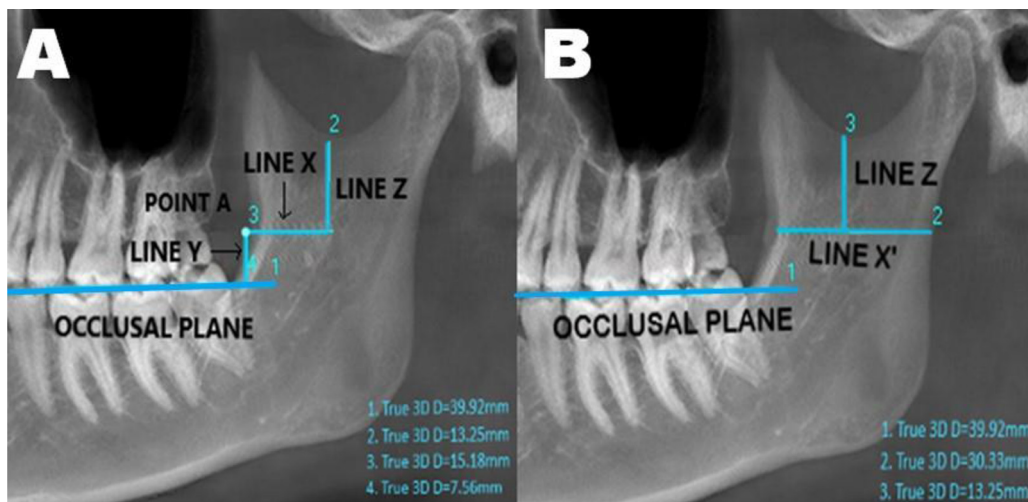 A
2
LINE X
LINE Z
POINT A
3
LINE Y
4
1
OCCLUSAL PLANE
1. True 3D D=39.92mm
2. True 3D D=13.25mm
3. True 3D D=15.18mm
4. True 3D D=7.56mm
B
3
LINE Z
2
LINE X'
1
OCCLUSAL PLANE
1. True 3D D=39.92mm
2. True 3D D=30.33mm
3. True 3D D=13.25mm